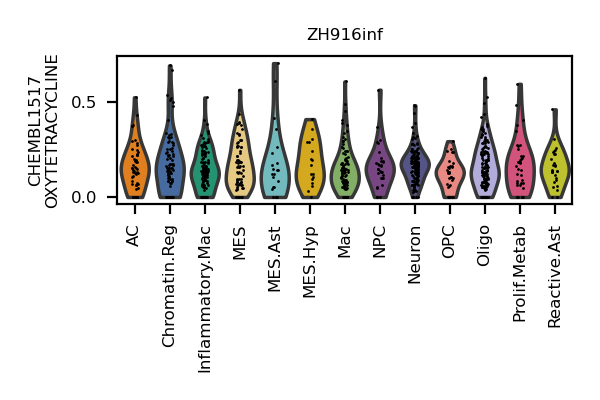 ZH916inf
CHEMBL1517
OXYTETRACYCLINE
0.5
0.0
AC
Chromatin.Reg
Inflammatory.Mac
MES
MES.Ast
MES.Hyp
Mac
NPC
Neuron
OPC
Oligo
Prolif.Metab
Reactive.Ast